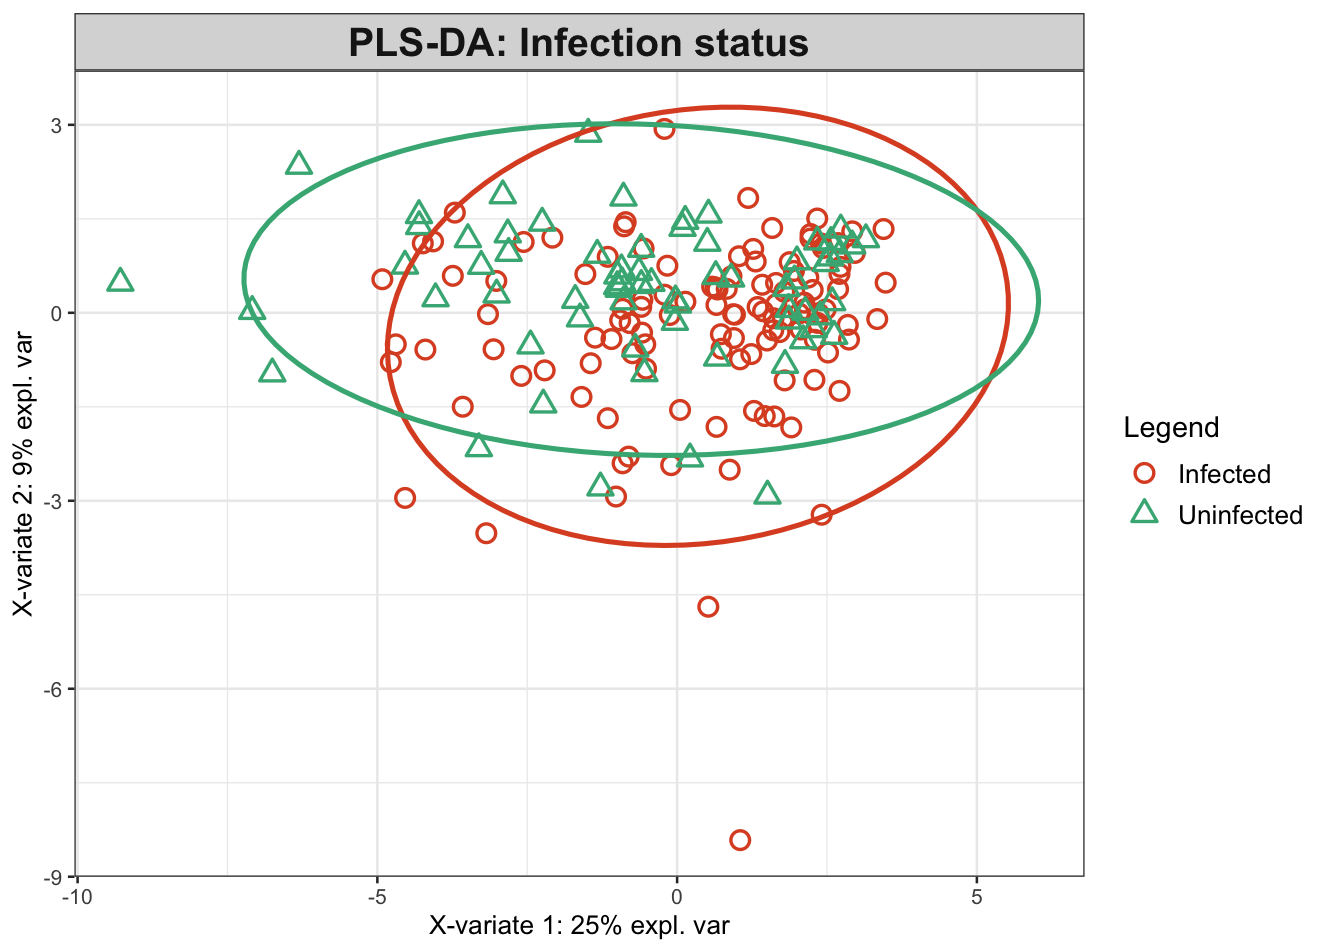 PLS-DA: Infection status
3
0
-3
-6
-9
-10
-5
0
5
X-variate 1: 25% expl. var
X-variate 2: 9% expl. var
Legend
Infected
Uninfected